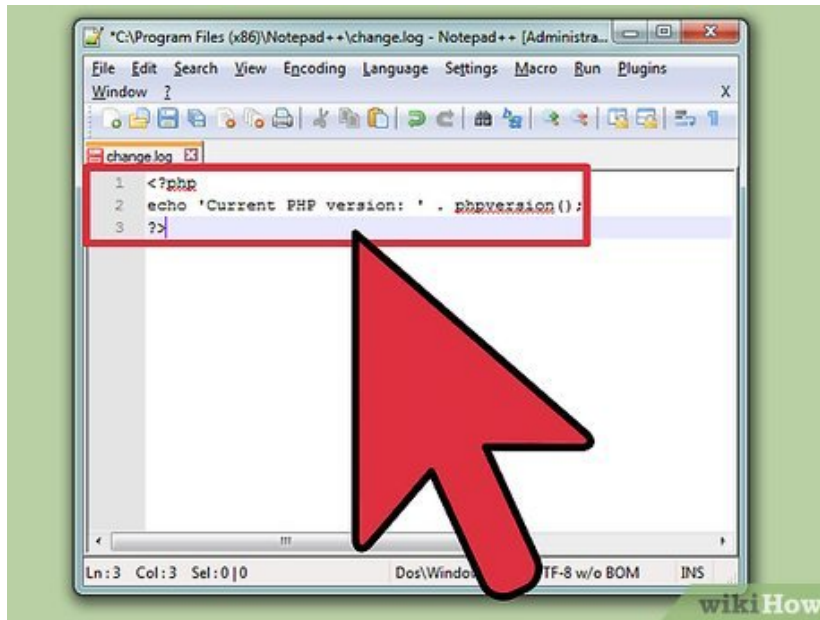 *C:\Program Files (x86)\Notepad++\change.log - Notepad++ [Administra...
File Edit Search View Encoding Language Settings Macro Run Plugins
Window ? X
change.log
1 <?php
2 echo 'Current PHP version: ' . phpversion();
3 ?>
Ln:3 Col:3 Sel:0|0 Dos\Windo TF-8 w/o BOM INS
wikiHow